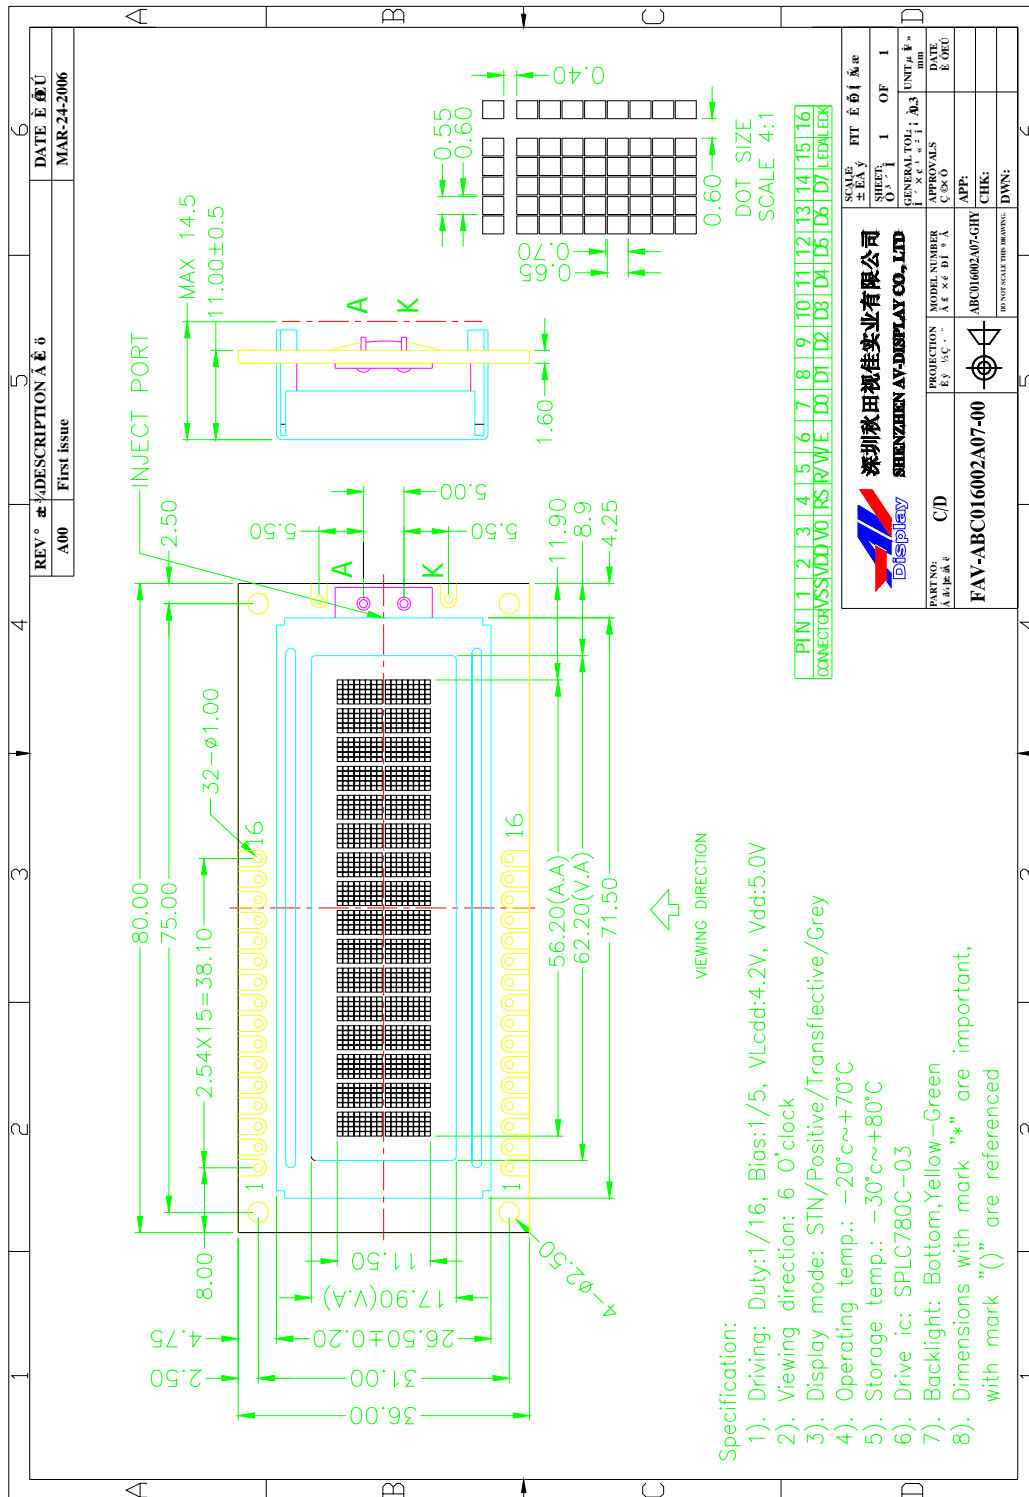 REV DESCRIPTION DATE
A00 First issue MAR-24-2006
1 2 3 4 5 6
A
B
C
D
80.00
75.00
2.50
8.00
2.54X15=38.10
32-ø1.00
INJECT PORT
1 16
1 16
A
K
5.50
5.00
5.50
11.90
8.9
4.25
56.20(A.A)
62.20(V.A)
71.50
4-ø2.50
11.50
17.90(V.A)
26.50±0.20
4.75
2.50
31.00
36.00
VIEWING DIRECTION
MAX 14.5
11.00±0.5
A
K
1.60
0.55
0.60
0.40
0.60
0.70
0.65
DOT SIZE
SCALE 4:1
PIN 1 2 3 4 5 6 7 8 9 10 11 12 13 14 15 16
CONNECTOR VSS VDD VO RS R/W E D0 D1 D2 D3 D4 D5 D6 D7 LEDA LEDK
Specification:
1). Driving: Duty:1/16, Bias:1/5, VLcdd:4.2V, Vdd:5.0V
2). Viewing direction: 6 O'clock
3). Display mode: STN/Positive/Transflective/Grey
4). Operating temp.: -20°c~+70°C
5). Storage temp.: -30°c~+80°C
6). Drive ic: SPLC780C-03
7). Backlight: Bottom,Yellow-Green
8). Dimensions with mark "*" are important,
with mark "()" are referenced
AV Display
深圳秋田视佳实业有限公司
SHENZHEN AV-DISPLAY CO., LTD
SCALE: FIT
SHEET: 1 OF 1
GENERAL TOL: ±0.3
UNIT mm
PART NO: C/D
PROJECTION
MODEL NUMBER
APPROVALS
DATE
FAV-ABC016002A07-00
ABC016002A07-GHY
APP:
CHK:
DWN:
DO NOT SCALE THIS DRAWING.